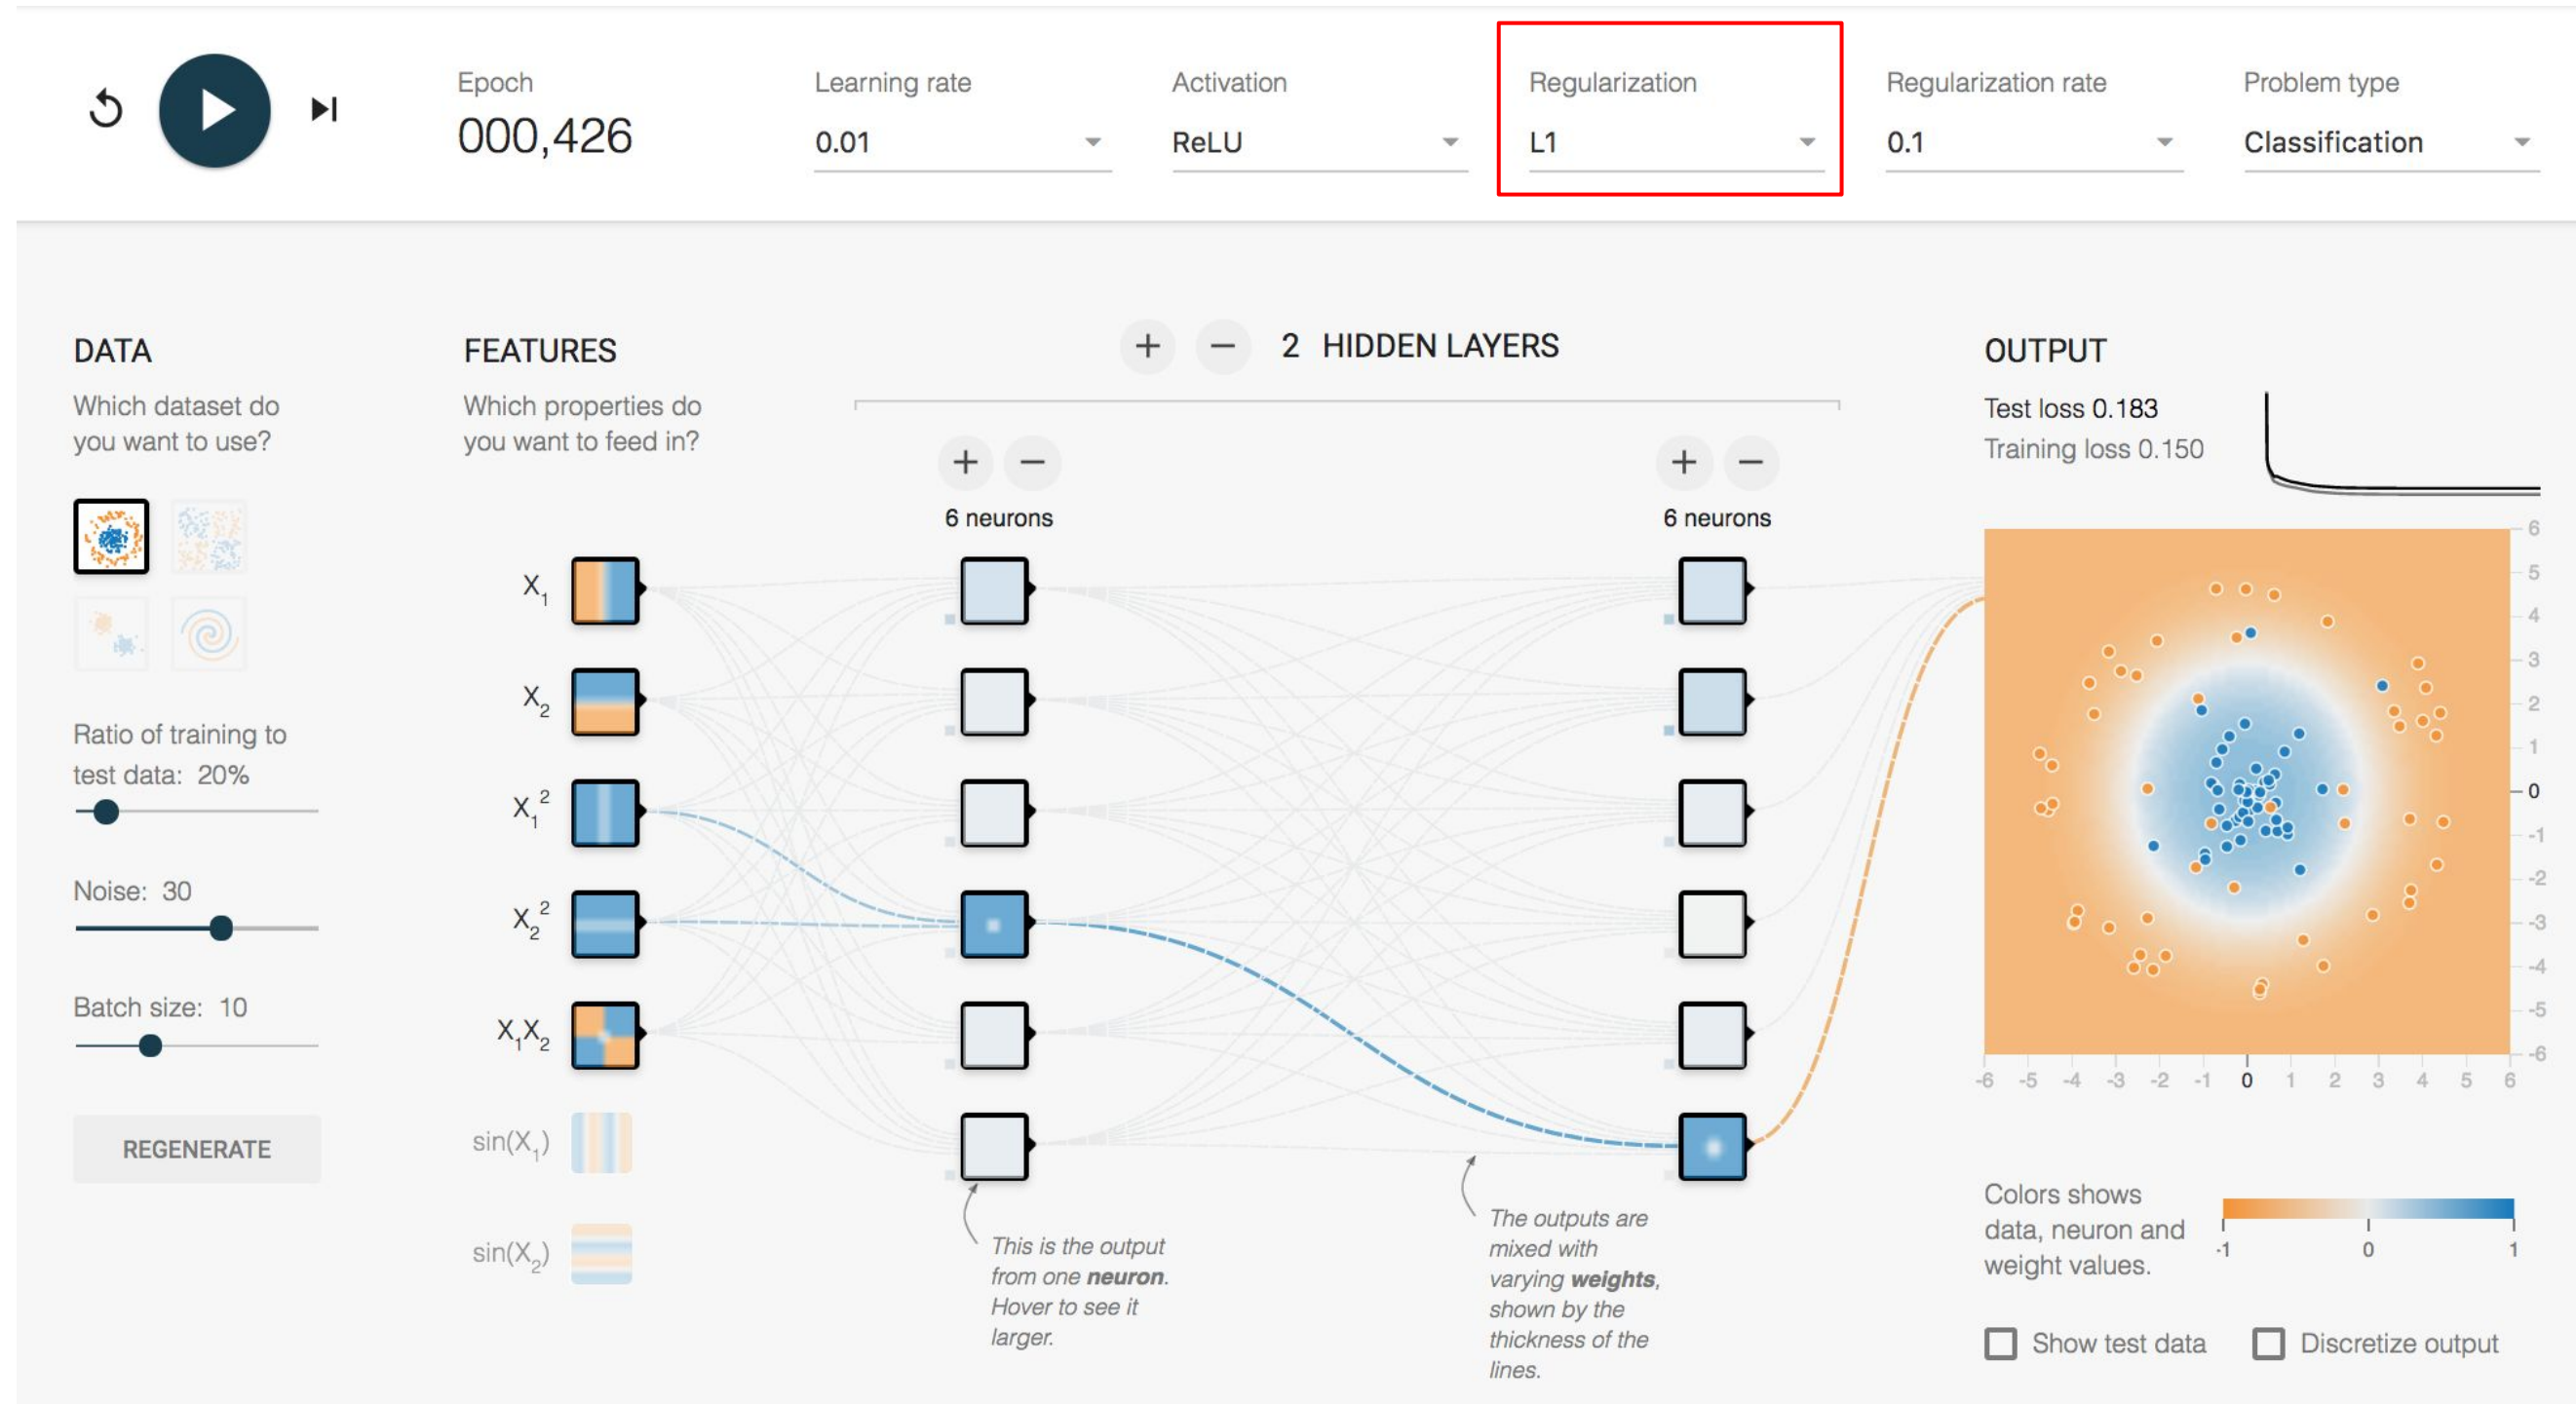 Epoch
000,426
Learning rate
0.01
Activation
ReLU
Regularization
L1
Regularization rate
0.1
Problem type
Classification
DATA
Which dataset do
you want to use?
Ratio of training to
test data: 20%
Noise: 30
Batch size: 10
REGENERATE
FEATURES
Which properties do
you want to feed in?
X₁
X₂
X₁²
X₂²
X₁X₂
sin(X₁)
sin(X₂)
+ − 2 HIDDEN LAYERS
+ −
6 neurons
+ −
6 neurons
This is the output
from one neuron.
Hover to see it
larger.
The outputs are
mixed with
varying weights,
shown by the
thickness of the
lines.
OUTPUT
Test loss 0.183
Training loss 0.150
6
5
4
3
2
1
0
-1
-2
-3
-4
-5
-6
-6 -5 -4 -3 -2 -1 0 1 2 3 4 5 6
Colors shows
data, neuron and
weight values.
-1 0 1
Show test data
Discretize output